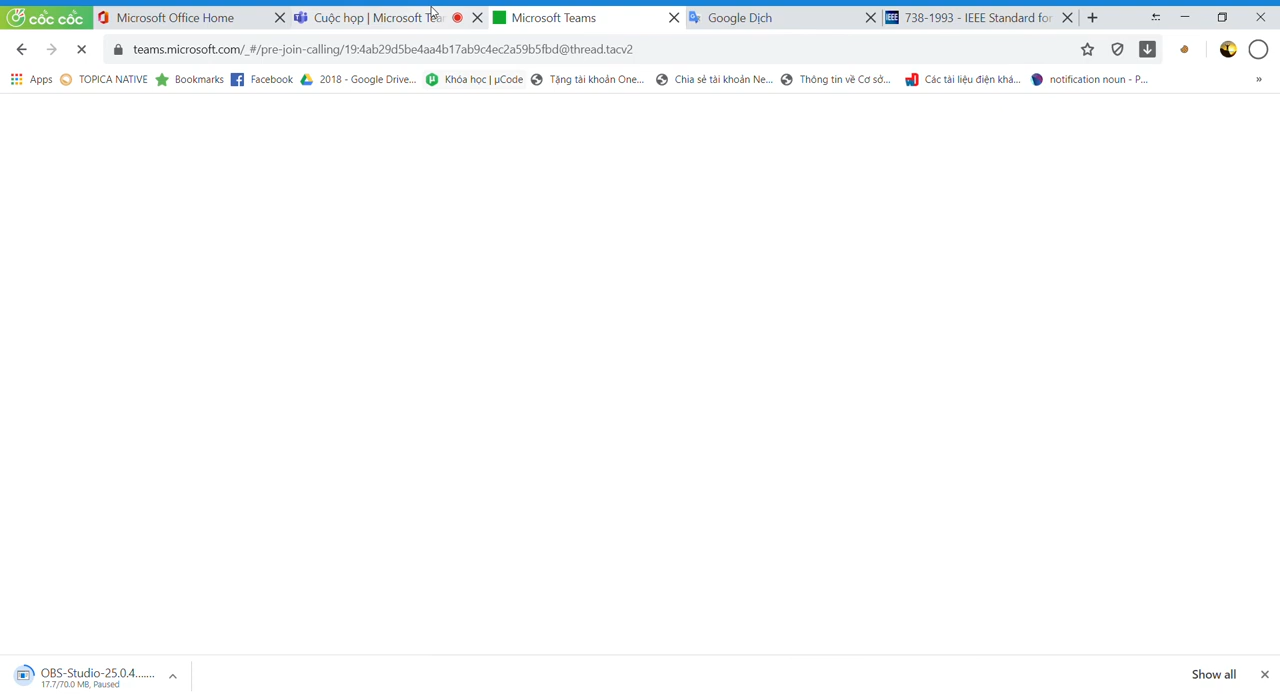 cốc cốc
Microsoft Office Home
Cuộc họp | Microsoft Tea
Microsoft Teams
Google Dịch
IEEE
738-1993 - IEEE Standard for
teams.microsoft.com/_#/pre-join-calling/19:4ab29d5be4aa4b17ab9c4ec2a59b5fbd@thread.tacv2
Apps
TOPICA NATIVE
Bookmarks
Facebook
2018 - Google Drive...
Khóa học | µCode
Tặng tài khoản One...
Chia sẻ tài khoản Ne...
Thông tin về Cơ sở...
Các tài liệu điện khá...
notification noun - P...
»
OBS-Studio-25.0.4.......
17.7/70.0 MB, Paused
Show all